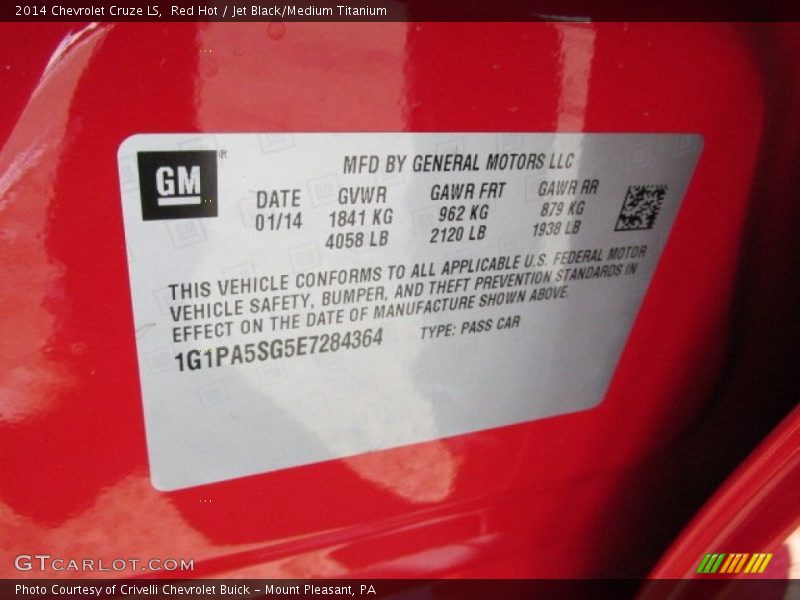 2014 Chevrolet Cruze LS, Red Hot / Jet Black/Medium Titanium
GM
MFD BY GENERAL MOTORS LLC
DATE GVWR GAWR FRT GAWR RR
01/14 1841 KG 962 KG 879 KG
4058 LB 2120 LB 1938 LB
THIS VEHICLE CONFORMS TO ALL APPLICABLE U.S. FEDERAL MOTOR
VEHICLE SAFETY, BUMPER, AND THEFT PREVENTION STANDARDS IN
EFFECT ON THE DATE OF MANUFACTURE SHOWN ABOVE.
1G1PA5SG5E7284364 TYPE: PASS CAR
GTCARLOT.COM
Photo Courtesy of Crivelli Chevrolet Buick - Mount Pleasant, PA